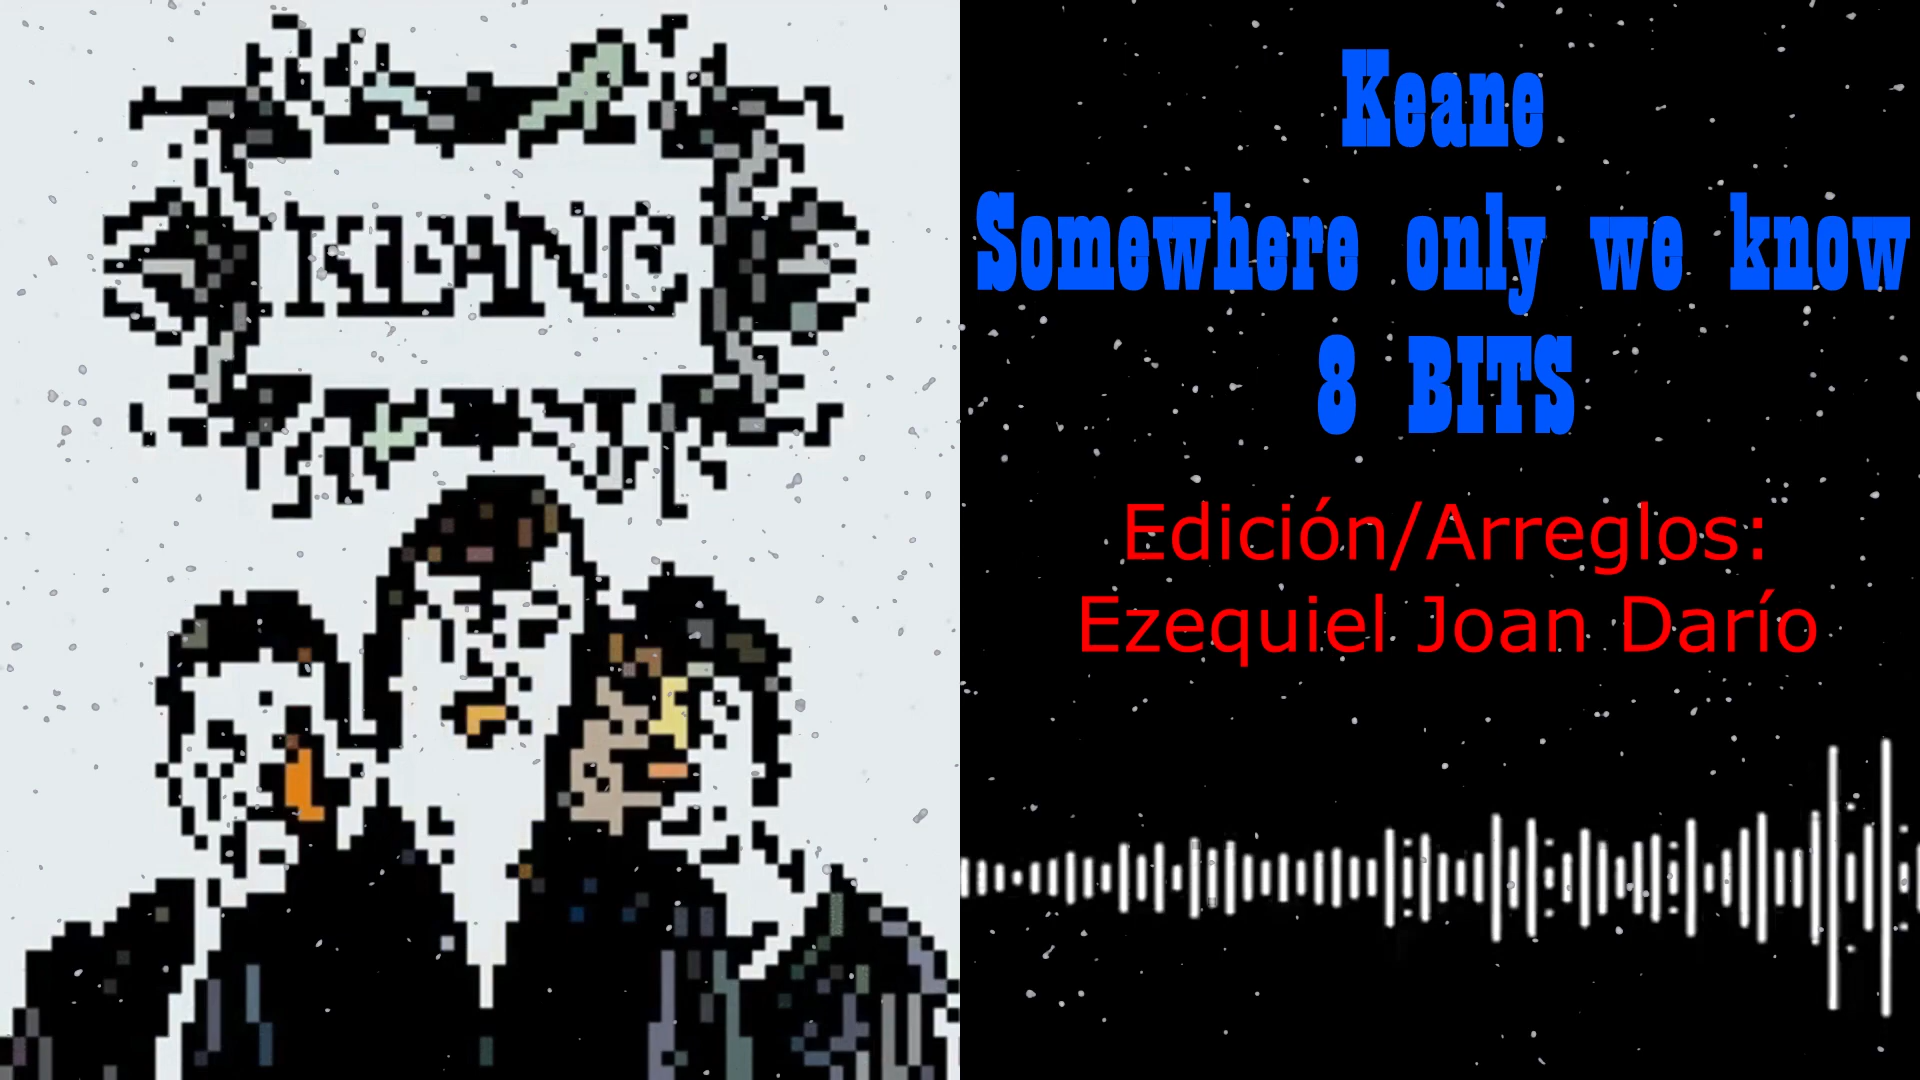 KEANE
Keane
Somewhere only we know
8 BITS
Edición/Arreglos:
Ezequiel Joan Darío